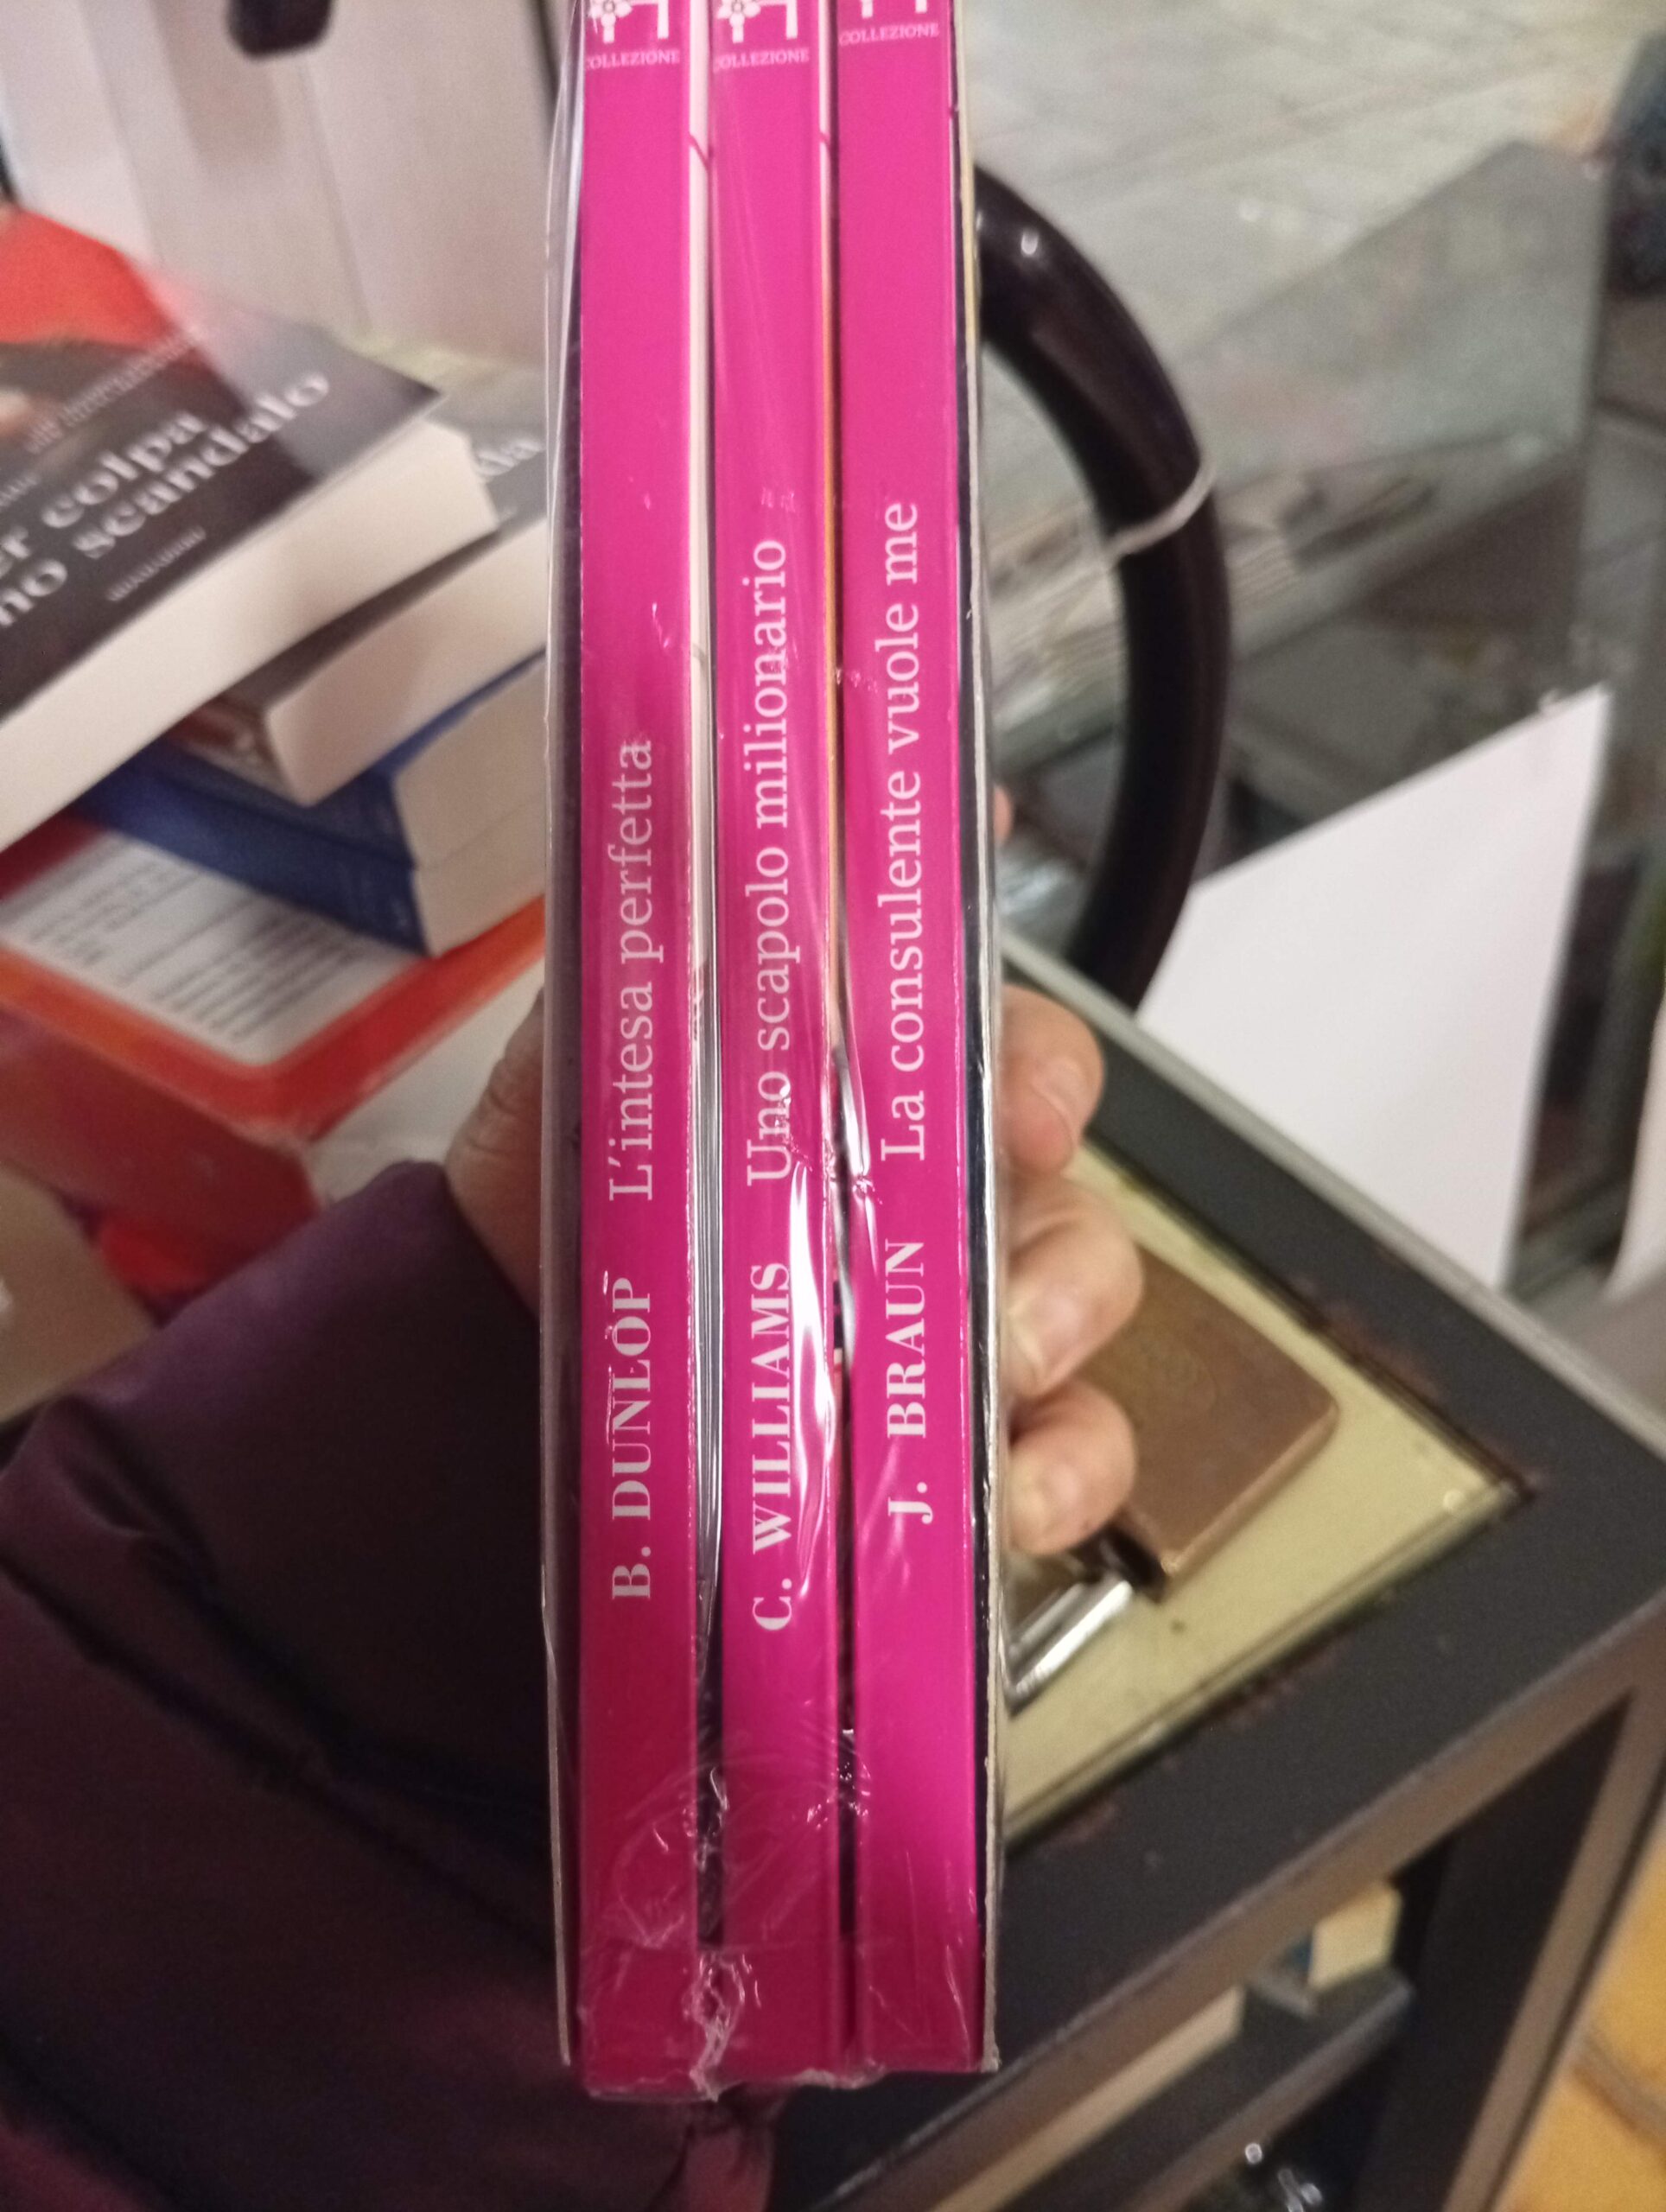 COLLEZIONE
COLLEZIONE
COLLEZIONE
B. DUNLOP L'intesa perfetta
C. WILLIAMS Uno scapolo milionario
J. BRAUN La consulente vuole me
colpa
scandalo